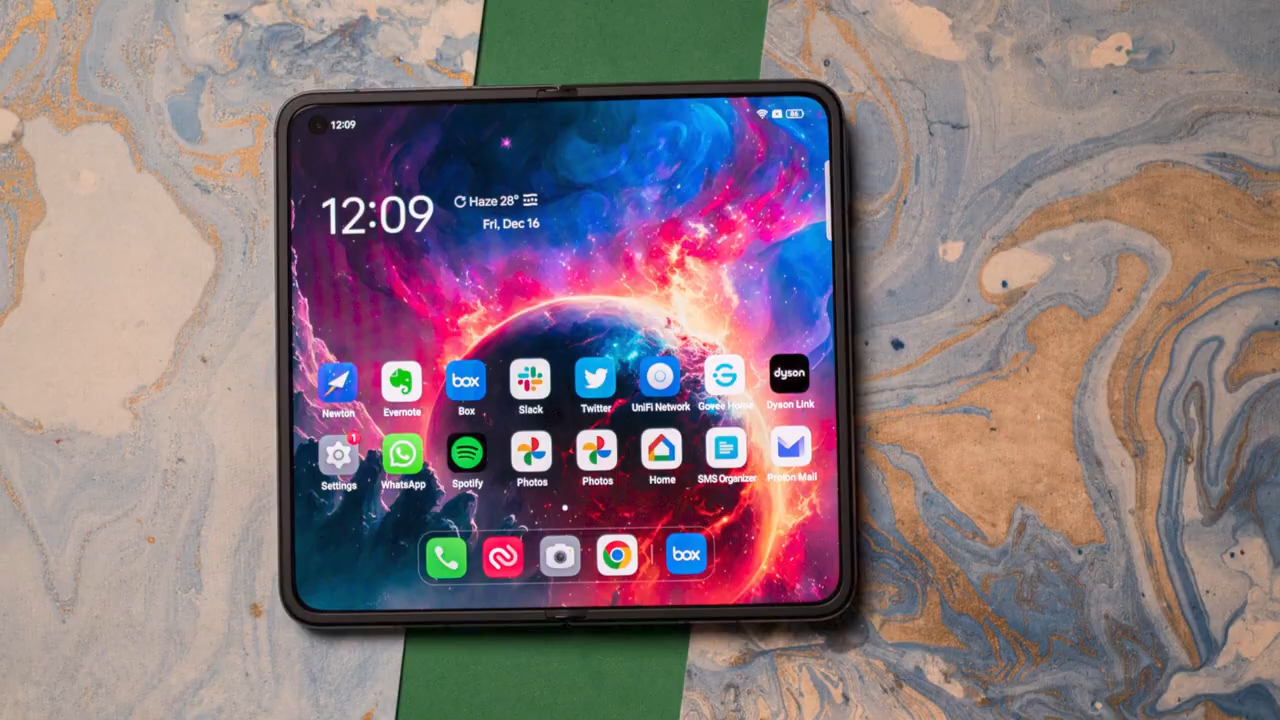 12:09
86
12:09
Haze 28°
Fri, Dec 16
box
dyson
Newton
Evernote
Box
Slack
Twitter
UniFi Network
Govee Home
Dyson Link
1
Settings
WhatsApp
Spotify
Photos
Photos
Home
SMS Organizer
Proton Mail
box